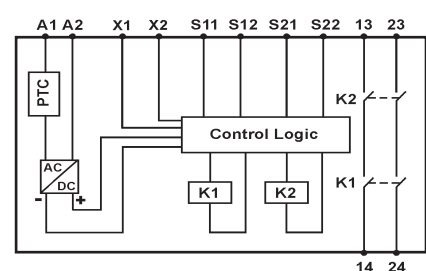 A1 A2 X1 X2 S11 S12 S21 S22 13 23
PTC
K2
Control Logic
AC
DC
- +
K1 K2 K1
14 24